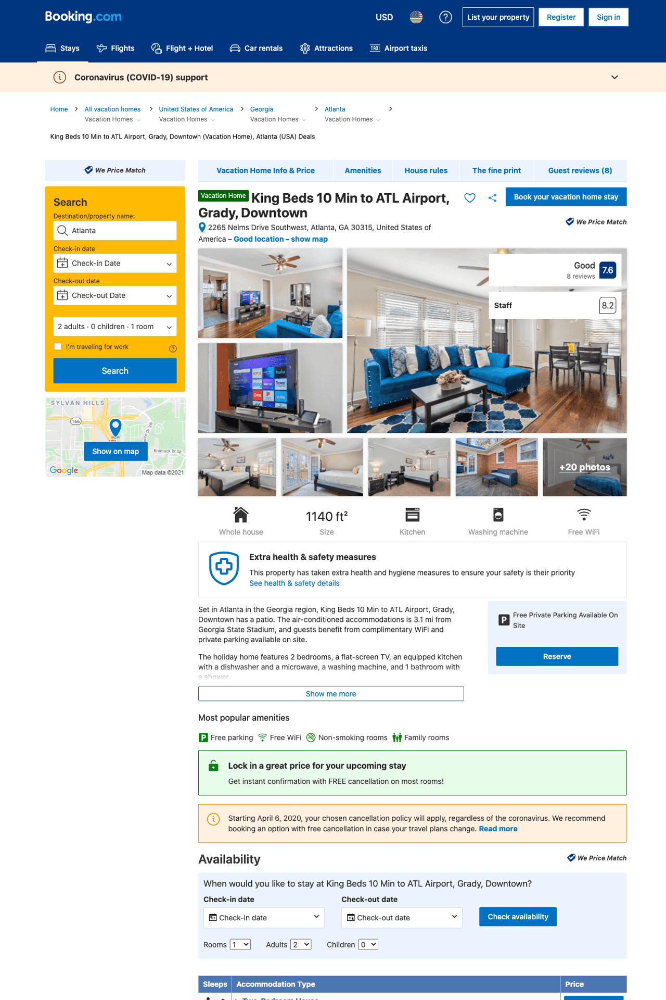 Booking.com
USD
List your property
Register
Sign in
Stays
Flights
Flight + Hotel
Car rentals
Attractions
TAXI Airport taxis
Coronavirus (COVID-19) support
Home
All vacation homes
Vacation Homes
United States of America
Vacation Homes
Georgia
Vacation Homes
Atlanta
Vacation Homes
King Beds 10 Min to ATL Airport, Grady, Downtown (Vacation Home), Atlanta (USA) Deals
We Price Match
Search
Destination/property name:
Atlanta
Check-in date
Check-in Date
Check-out date
Check-out Date
2 adults · 0 children · 1 room
I'm traveling for work
Search
SYLVAN HILLS
166
Bromack Dr SE
Show on map
Google
Map data ©2021
Vacation Home Info & Price
Amenities
House rules
The fine print
Guest reviews (8)
Vacation Home King Beds 10 Min to ATL Airport,
Grady, Downtown
Book your vacation home stay
We Price Match
2265 Nelms Drive Southwest, Atlanta, GA 30315, United States of
America – Good location – show map
Good
8 reviews
7.6
Staff
8.2
hulu
sling
vudu
+20 photos
Whole house
1140 ft²
Size
Kitchen
Washing machine
Free WiFi
Extra health & safety measures
This property has taken extra health and hygiene measures to ensure your safety is their priority
See health & safety details
Set in Atlanta in the Georgia region, King Beds 10 Min to ATL Airport, Grady,
Downtown has a patio. The air-conditioned accommodations is 3.1 mi from
Georgia State Stadium, and guests benefit from complimentary WiFi and
private parking available on site.
The holiday home features 2 bedrooms, a flat-screen TV, an equipped kitchen
with a dishwasher and a microwave, a washing machine, and 1 bathroom with
a shower.
Show me more
P Free Private Parking Available On
Site
Reserve
Most popular amenities
P Free parking
Free WiFi
Non-smoking rooms
Family rooms
Lock in a great price for your upcoming stay
Get instant confirmation with FREE cancellation on most rooms!
Starting April 6, 2020, your chosen cancellation policy will apply, regardless of the coronavirus. We recommend
booking an option with free cancellation in case your travel plans change. Read more
Availability
We Price Match
When would you like to stay at King Beds 10 Min to ATL Airport, Grady, Downtown?
Check-in date
Check-out date
Check-in date
Check-out date
Check availability
Rooms 1
Adults 2
Children 0
Sleeps
Accommodation Type
Price